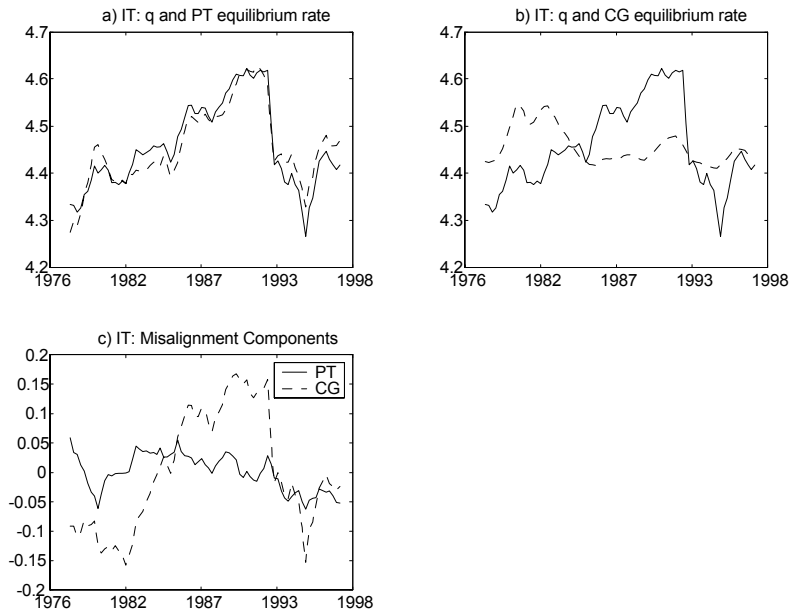 a) IT: q and PT equilibrium rate
4.7
4.6
4.5
4.4
4.3
4.2
1976 1982 1987 1993 1998
b) IT: q and CG equilibrium rate
4.7
4.6
4.5
4.4
4.3
4.2
1976 1982 1987 1993 1998
c) IT: Misalignment Components
0.2
0.15
0.1
0.05
0
-0.05
-0.1
-0.15
-0.2
1976 1982 1987 1993 1998
PT
CG